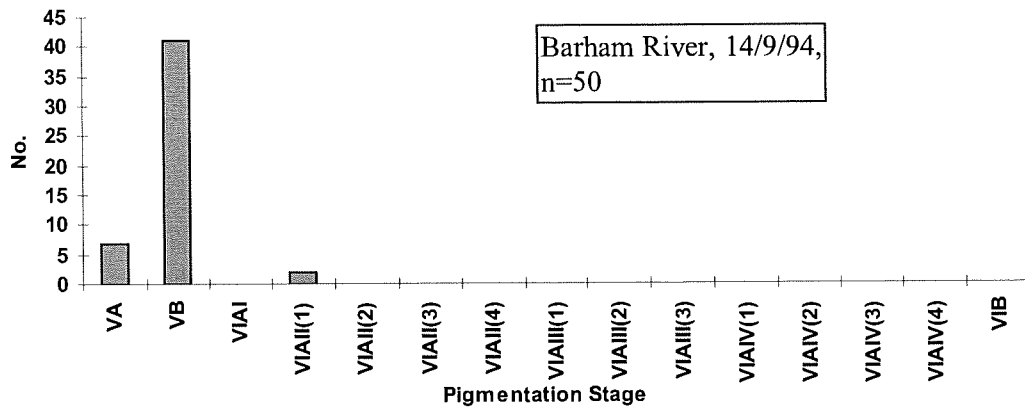 45
40
35
30
25
20
15
10
5
0
No.
Barham River, 14/9/94,
n=50
VA
VB
VIAI
VIAII(1)
VIAII(2)
VIAII(3)
VIAII(4)
VIAIII(1)
VIAIII(2)
VIAIII(3)
VIAIV(1)
VIAIV(2)
VIAIV(3)
VIAIV(4)
VIB
Pigmentation Stage